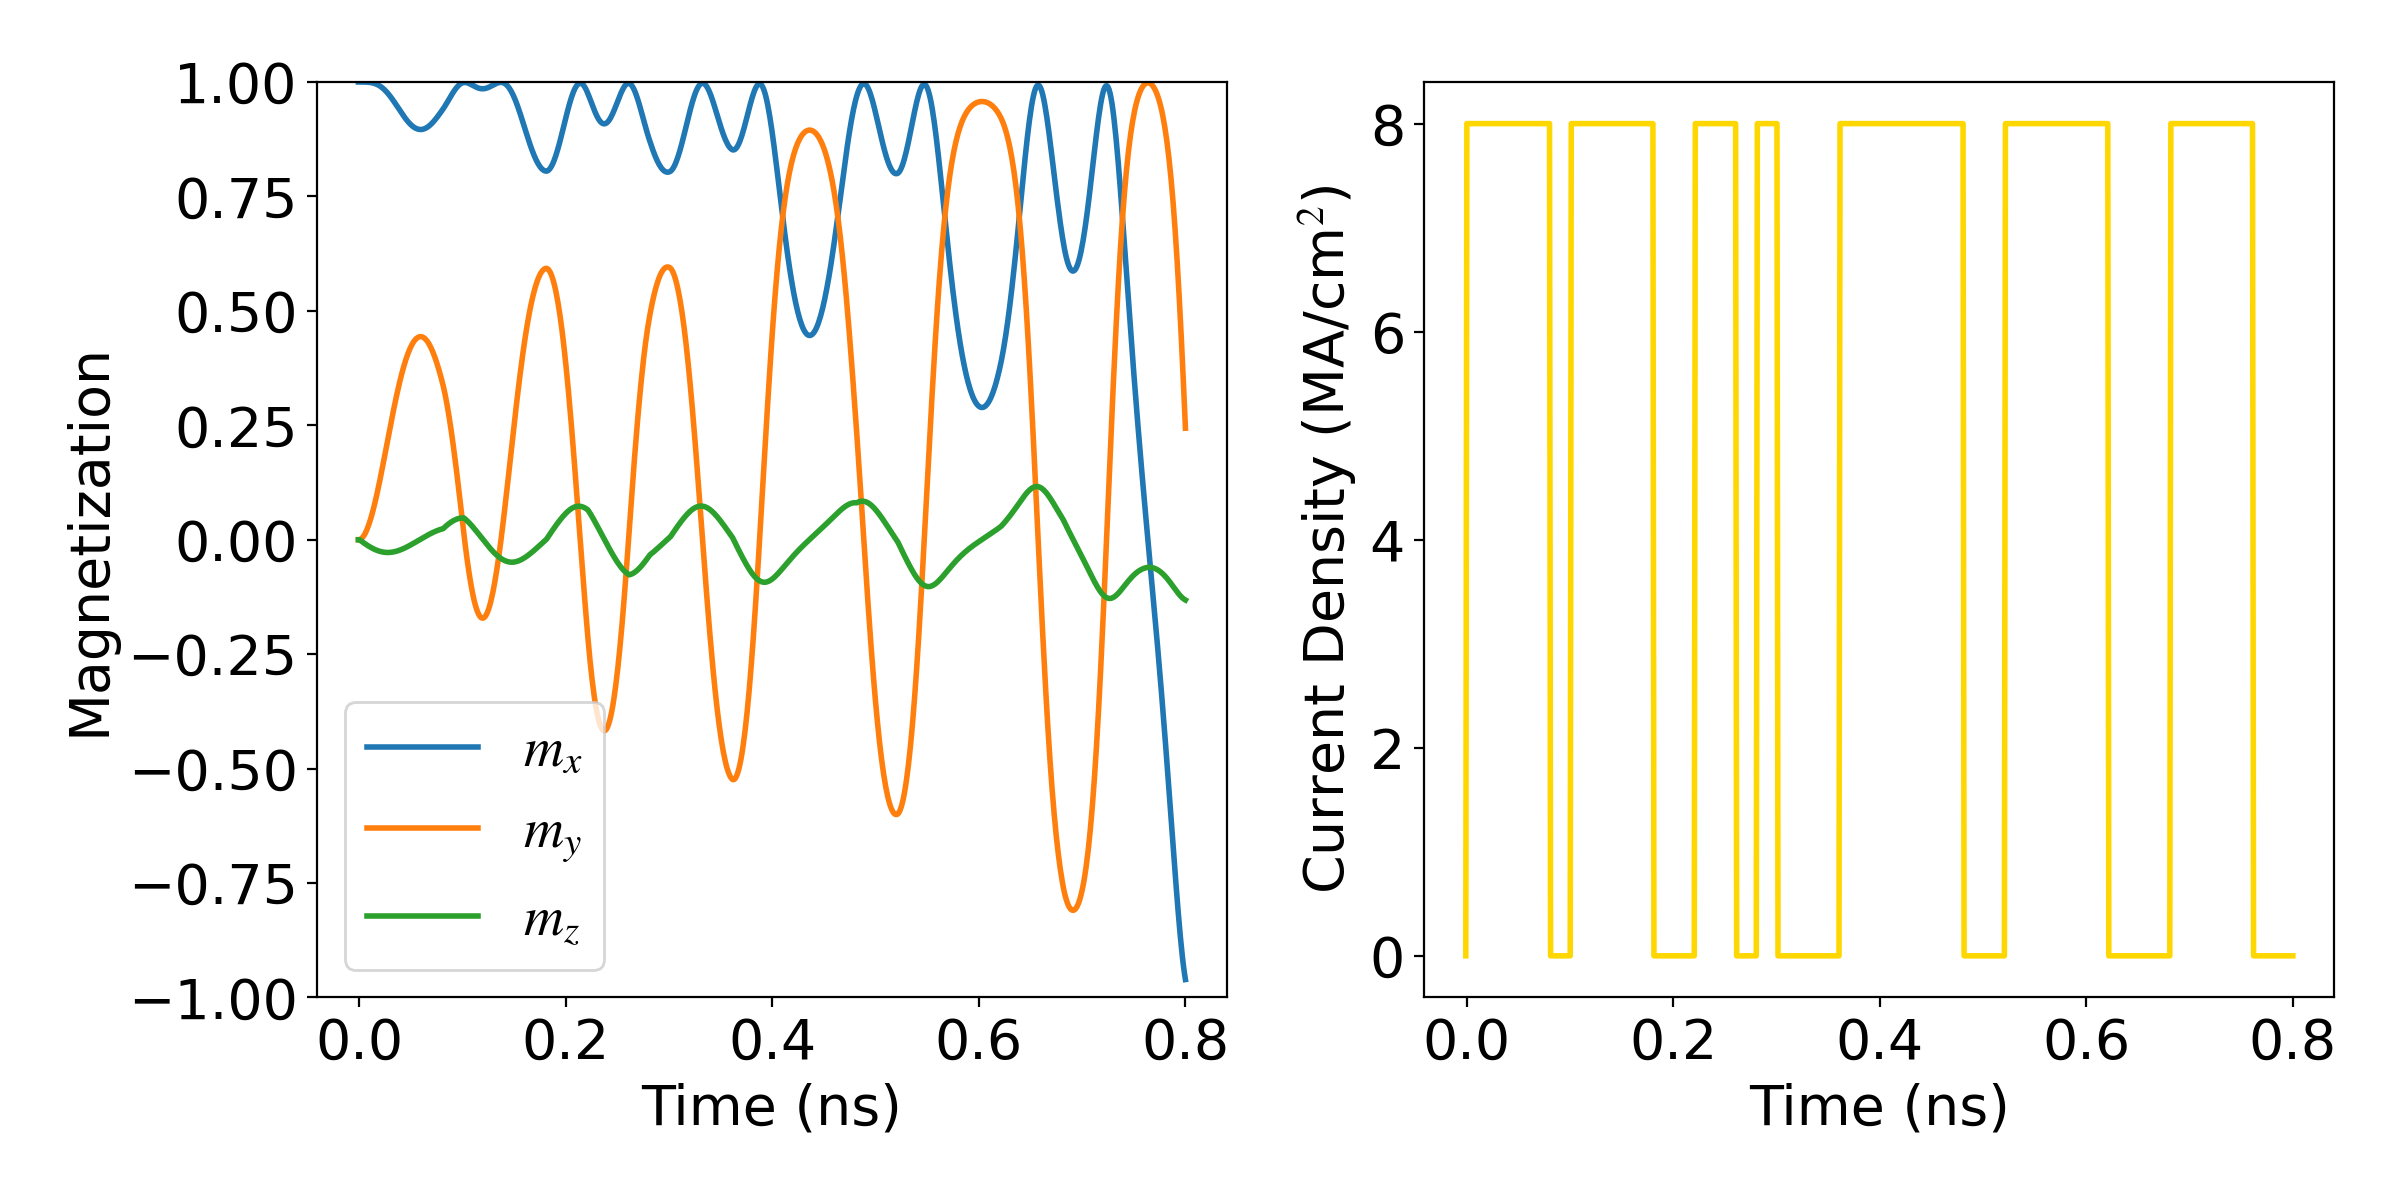 1.00
0.75
0.50
0.25
0.00
−0.25
−0.50
−0.75
−1.00
Magnetization
m_x
m_y
m_z
0.0 0.2 0.4 0.6 0.8
Time (ns)
8
6
4
2
0
Current Density (MA/cm²)
0.0 0.2 0.4 0.6 0.8
Time (ns)